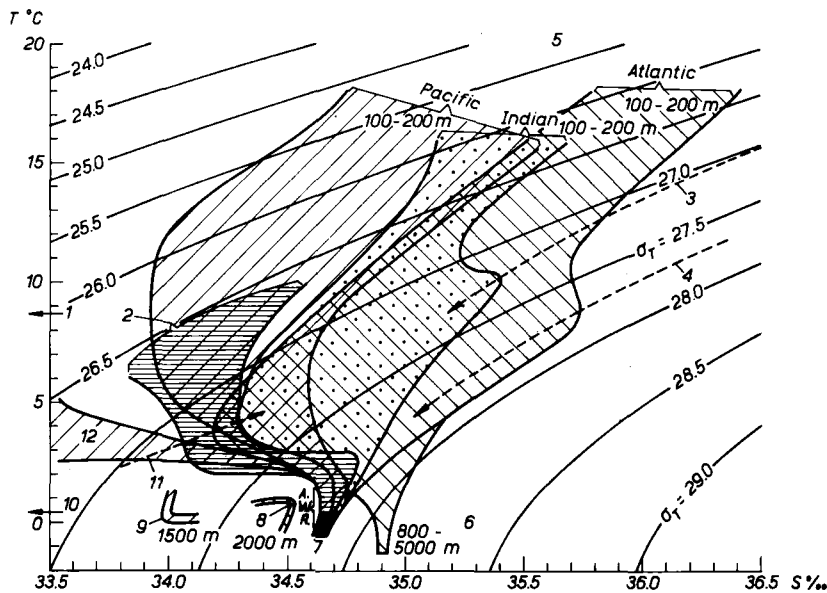 T °C
20
15
10
5
0
24.0
24.5
25.0
25.5
26.0
26.5
5
Atlantic
100-200 m
Pacific
100-200 m
Indian
100-200 m
27.0
3
σT = 27.5
4
28.0
28.5
σT = 29.0
1
2
12
11
10
9
1500 m
8
2000 m
A.
W.
R.
7
800-
5000 m
6
33.5
34.0
34.5
35.0
35.5
36.0
S ‰
36.5